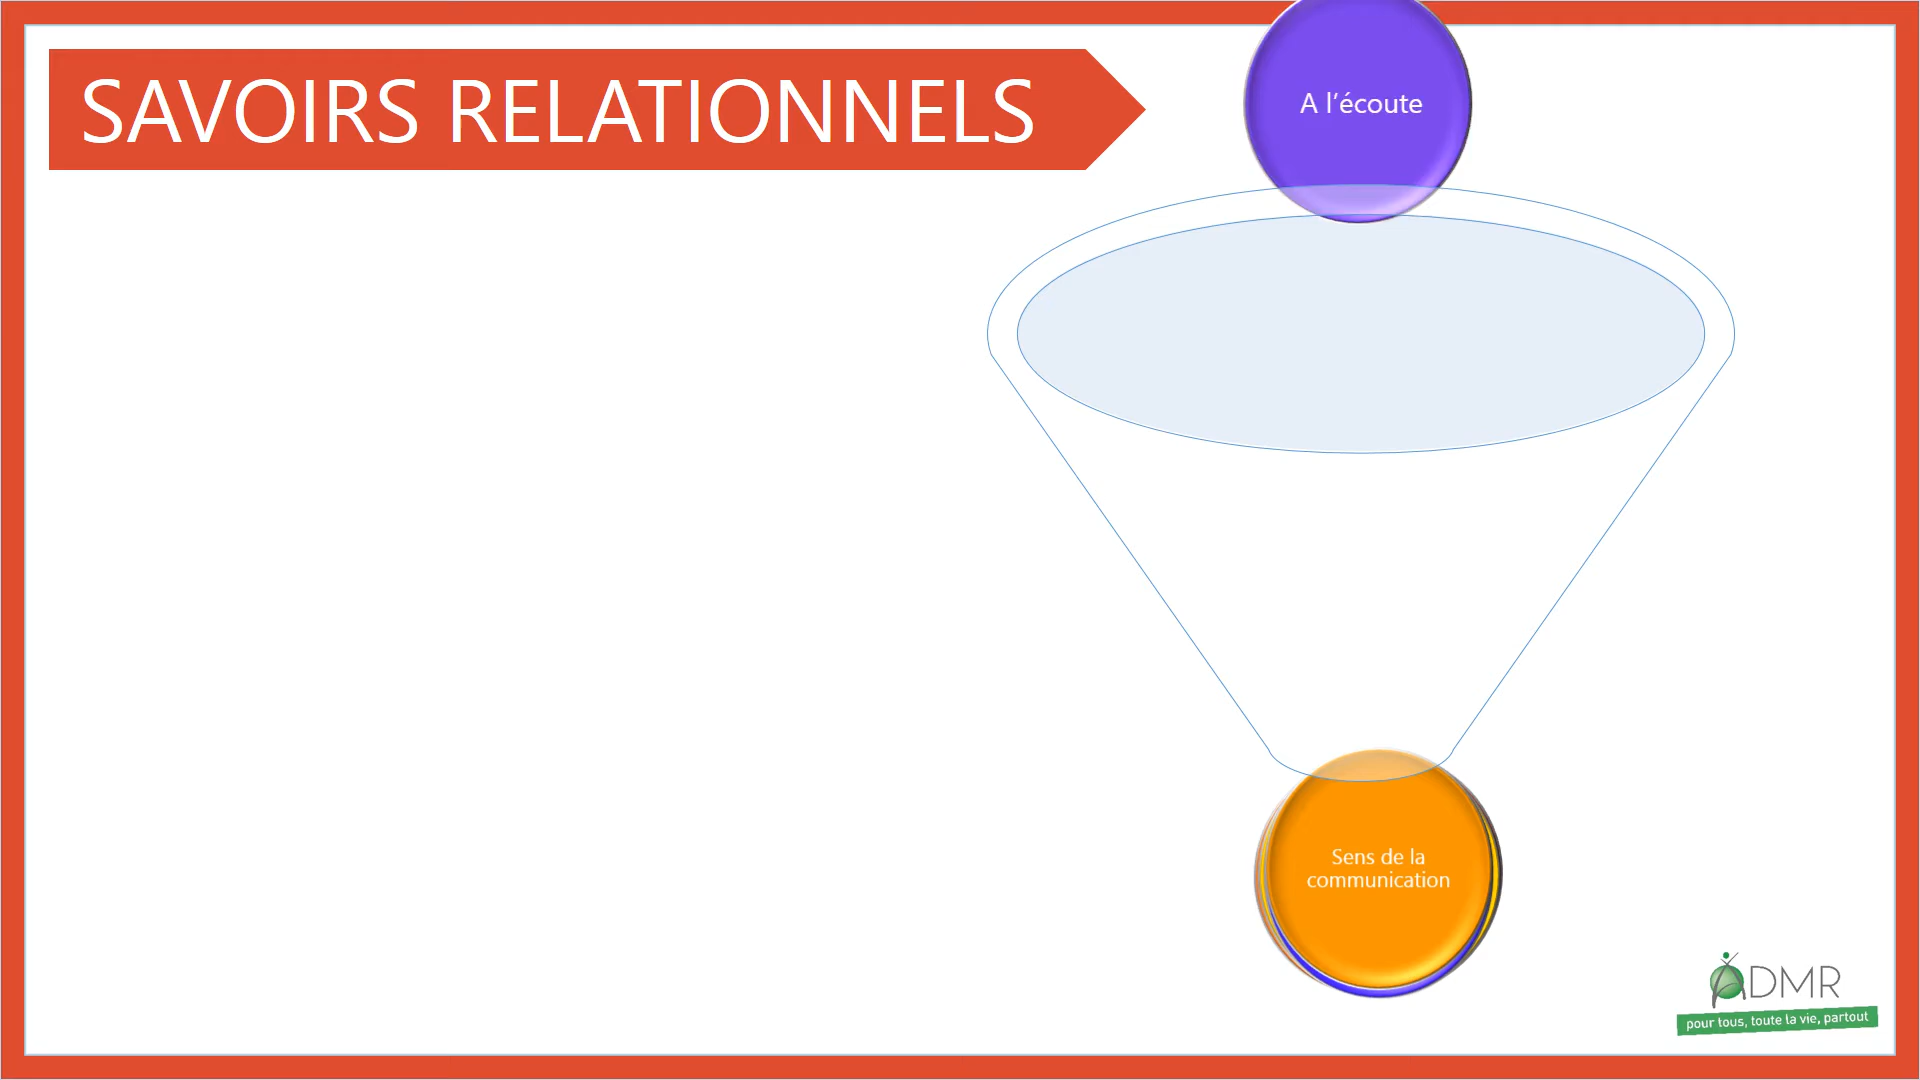 SAVOIRS RELATIONNELS
A l'écoute
Sens de la
communication
ADMR
pour tous, toute la vie, partout